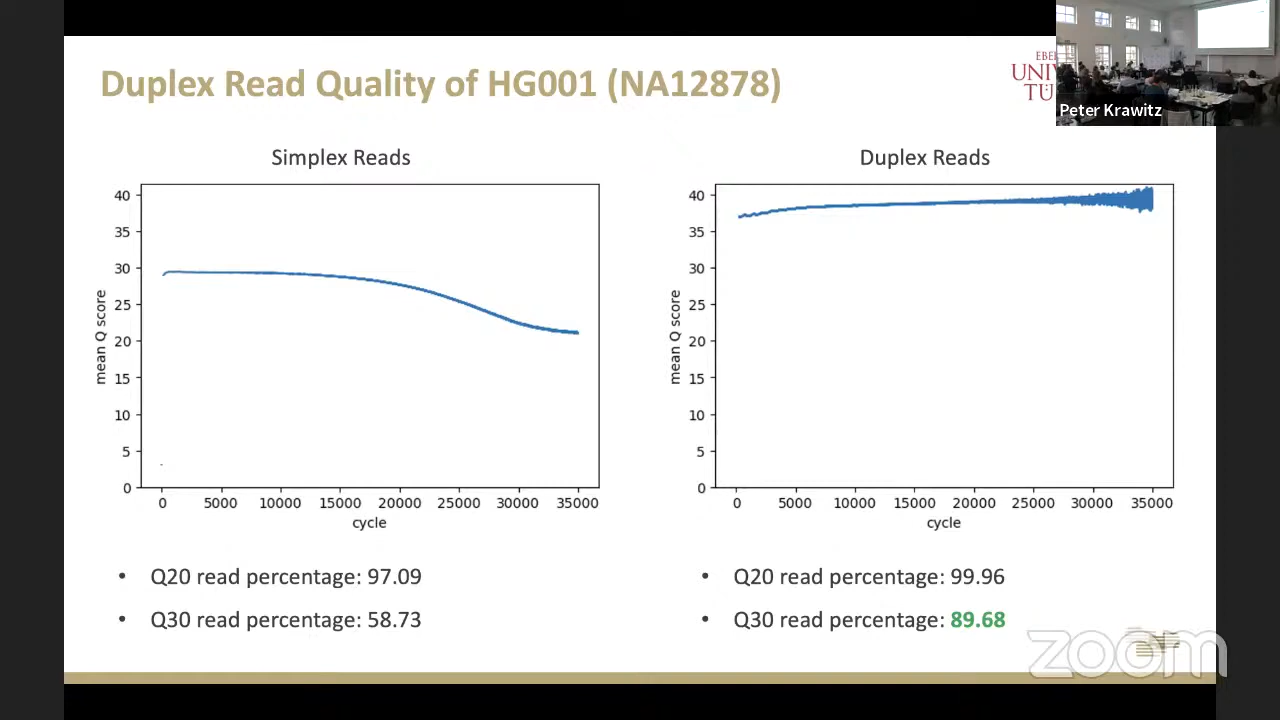 Duplex Read Quality of HG001 (NA12878)
EBE
UNIV
TÜ
Peter Krawitz
Simplex Reads
Duplex Reads
40
35
30
25
20
15
10
5
0
mean Q score
0 5000 10000 15000 20000 25000 30000 35000
cycle
40
35
30
25
20
15
10
5
0
mean Q score
0 5000 10000 15000 20000 25000 30000 35000
cycle
• Q20 read percentage: 97.09
• Q30 read percentage: 58.73
• Q20 read percentage: 99.96
• Q30 read percentage: 89.68
zoom